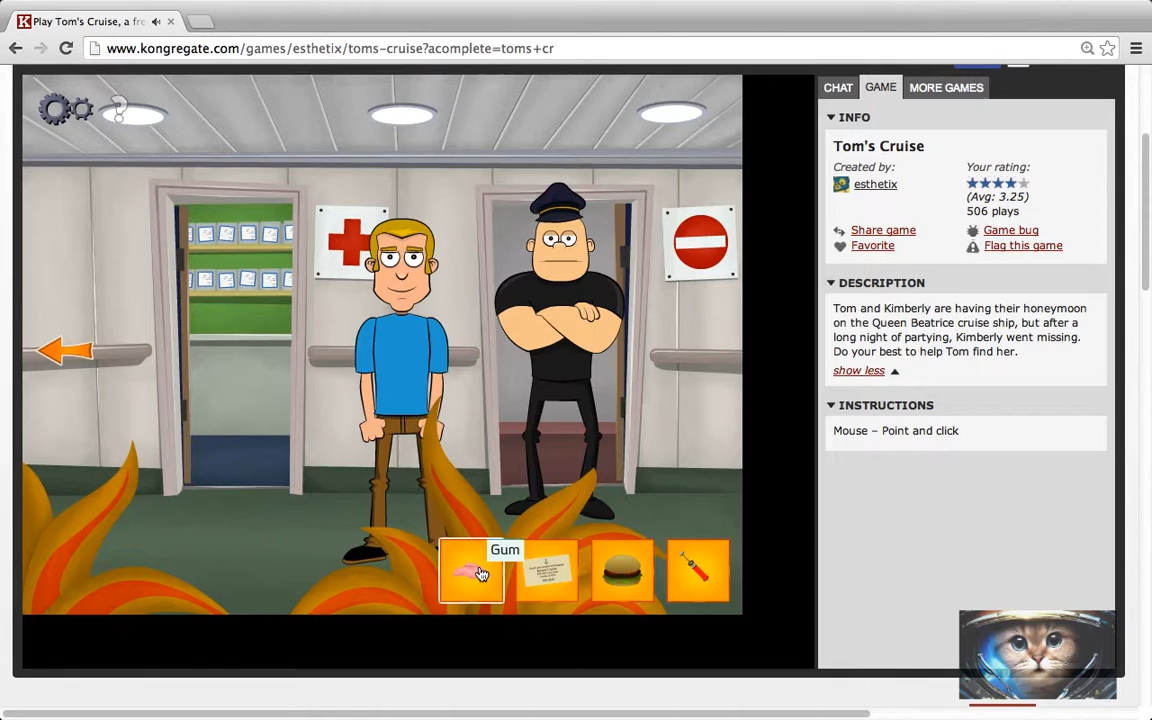 K Play Tom's Cruise, a fre
www.kongregate.com/games/esthetix/toms-cruise?acomplete=toms+cr
CHAT GAME MORE GAMES
INFO
Tom's Cruise
Created by:
esthetix
Your rating:
(Avg: 3.25)
506 plays
Share game
Game bug
Favorite
Flag this game
DESCRIPTION
Tom and Kimberly are having their honeymoon
on the Queen Beatrice cruise ship, but after a
long night of partying, Kimberly went missing.
Do your best to help Tom find her.
show less
INSTRUCTIONS
Mouse – Point and click
?
Gum